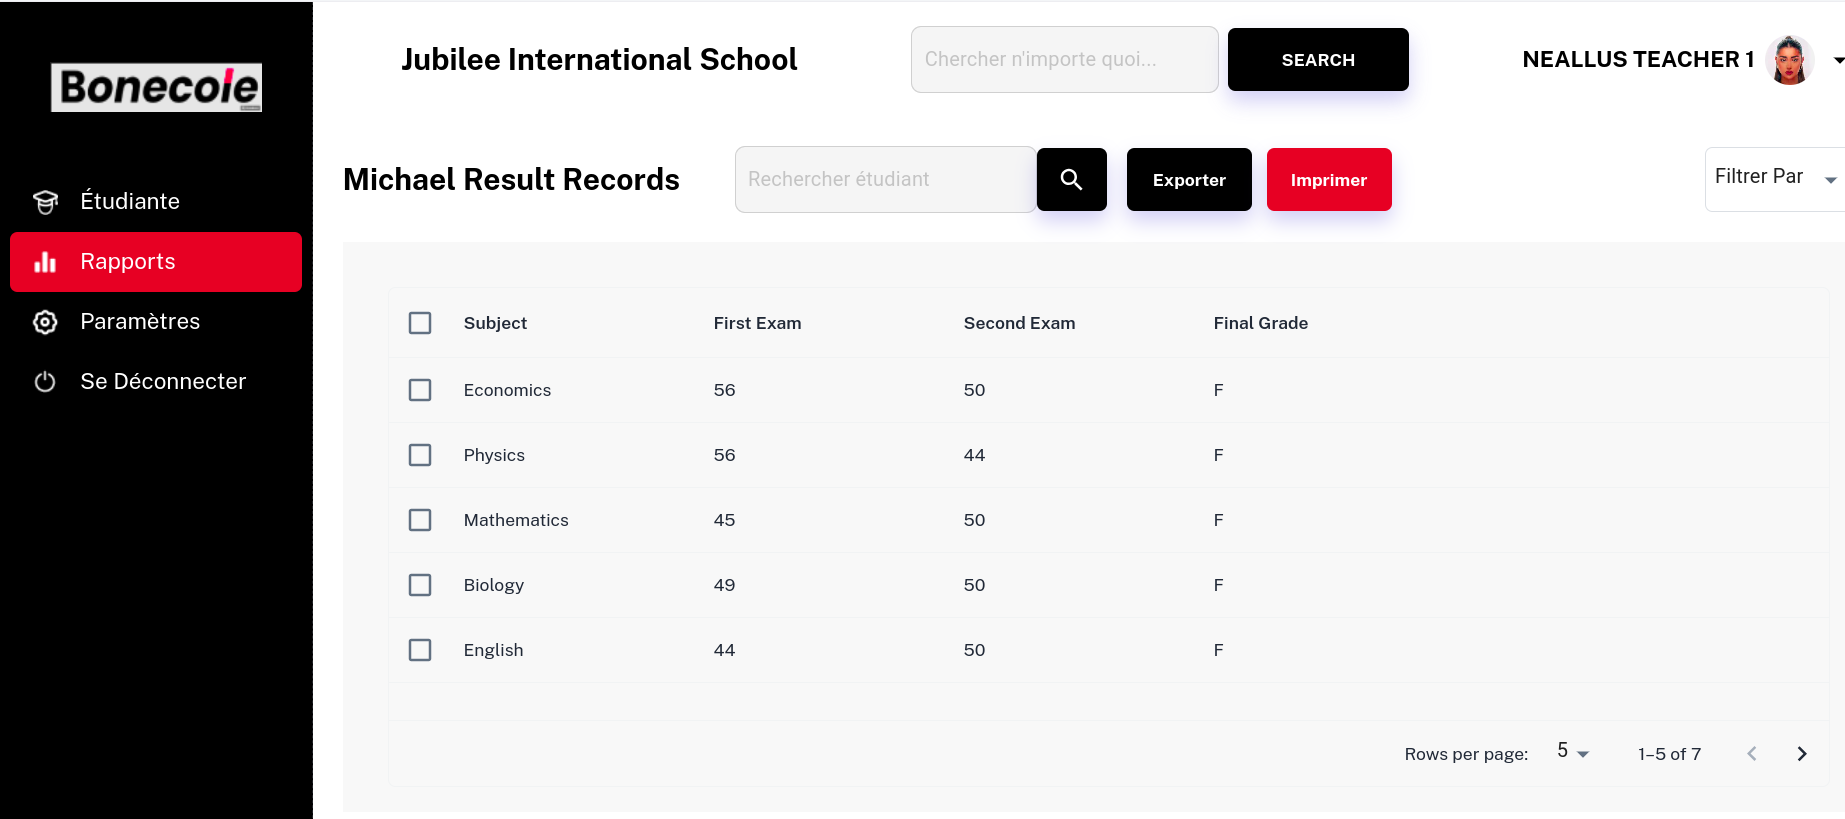 Bonecole
Étudiante
Rapports
Paramètres
Se Déconnecter
Jubilee International School
Chercher n'importe quoi...
SEARCH
NEALLUS TEACHER 1
Michael Result Records
Rechercher étudiant
Exporter
Imprimer
Filtrer Par
Subject First Exam Second Exam Final Grade
Economics 56 50 F
Physics 56 44 F
Mathematics 45 50 F
Biology 49 50 F
English 44 50 F
Rows per page: 5 1–5 of 7